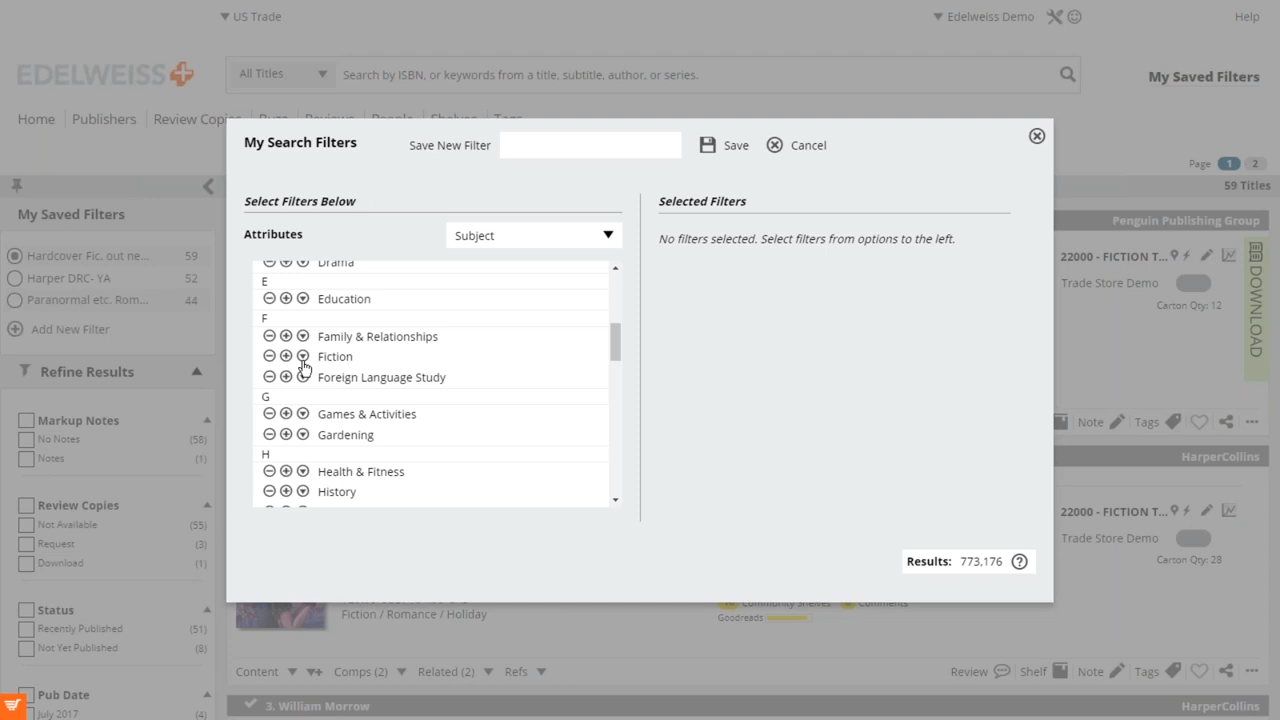 US Trade
Edelweiss Demo
Help
EDELWEISS
All Titles
Search by ISBN, or keywords from a title, subtitle, author, or series.
My Saved Filters
Home
Publishers
Review Copies
Buzz
Reviews
People
Shelves
Tags
My Search Filters
Save New Filter
Save
Cancel
Page 1 2
59 Titles
My Saved Filters
Hardcover Fic. out ne... 59
Harper DRC- YA 52
Paranormal etc. Rom... 44
Add New Filter
Refine Results
Markup Notes
No Notes (58)
Notes (1)
Review Copies
Not Available (55)
Request (3)
Download (1)
Status
Recently Published (51)
Not Yet Published (8)
Pub Date
July 2017 (4)
Select Filters Below
Attributes
Subject
Drama
E
Education
F
Family & Relationships
Fiction
Foreign Language Study
G
Games & Activities
Gardening
H
Health & Fitness
History
Selected Filters
No filters selected. Select filters from options to the left.
Results: 773,176
Penguin Publishing Group
22000 - FICTION T...
Trade Store Demo
Carton Qty: 12
DOWNLOAD
Note
Tags
HarperCollins
22000 - FICTION T...
Trade Store Demo
Carton Qty: 28
Fiction / Romance / Holiday
Community Shelves
Comments
Goodreads
Content
Comps (2)
Related (2)
Refs
Review
Shelf
Note
Tags
3. William Morrow
HarperCollins